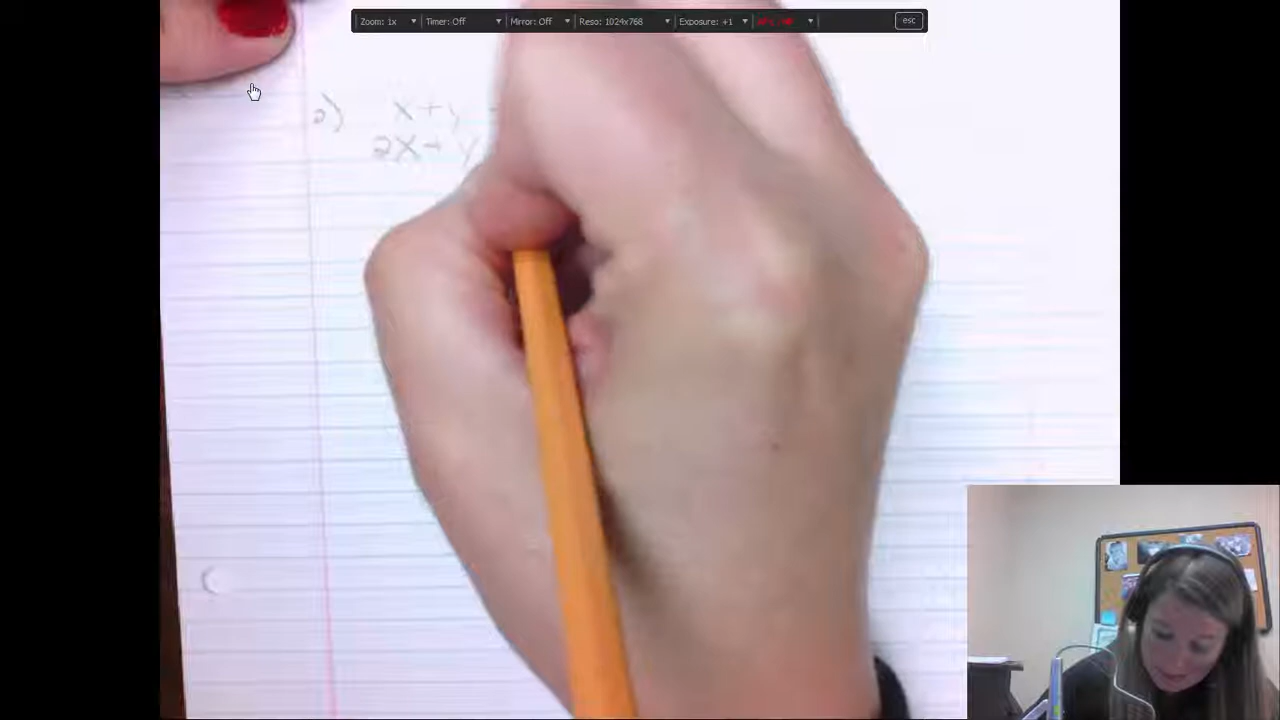 Zoom: 1x Timer: Off Mirror: Off Reso: 1024x768 Exposure: +1 esc
x + y
2x + y